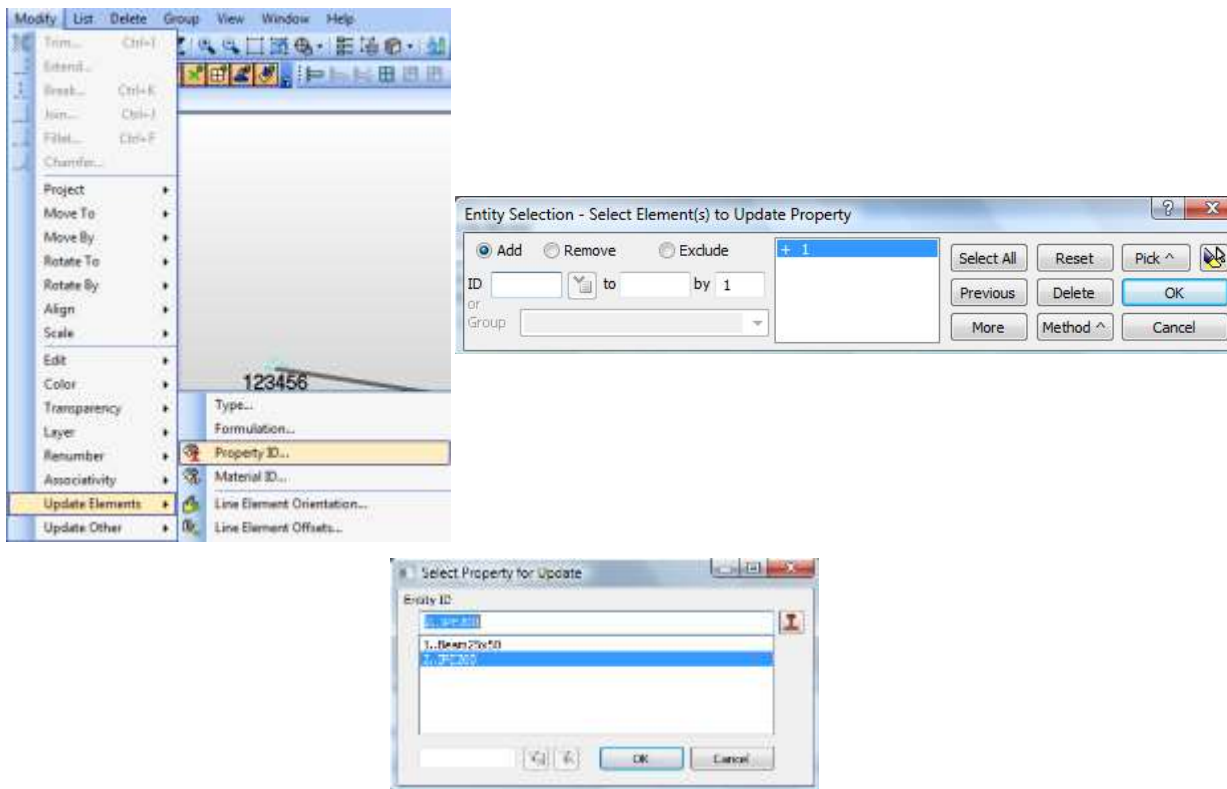 Modify List Delete Group View Window Help
Trim... Ctrl+I
Extend...
Break... Ctrl+K
Join... Ctrl+J
Fillet... Ctrl+F
Chamfer...
Project
Move To
Move By
Rotate To
Rotate By
Align
Scale
Edit
Color
Transparency
Layer
Renumber
Associativity
Update Elements
Update Other
123456
Type...
Formulation...
Property ID...
Material ID...
Line Element Orientation...
Line Element Offsets...
Entity Selection - Select Element(s) to Update Property
Add Remove Exclude
+ 1
ID to by 1
or
Group
Select All Reset Pick ^
Previous Delete OK
More Method ^ Cancel
Select Property for Update
Entity ID
1..Beam25x50
OK Cancel